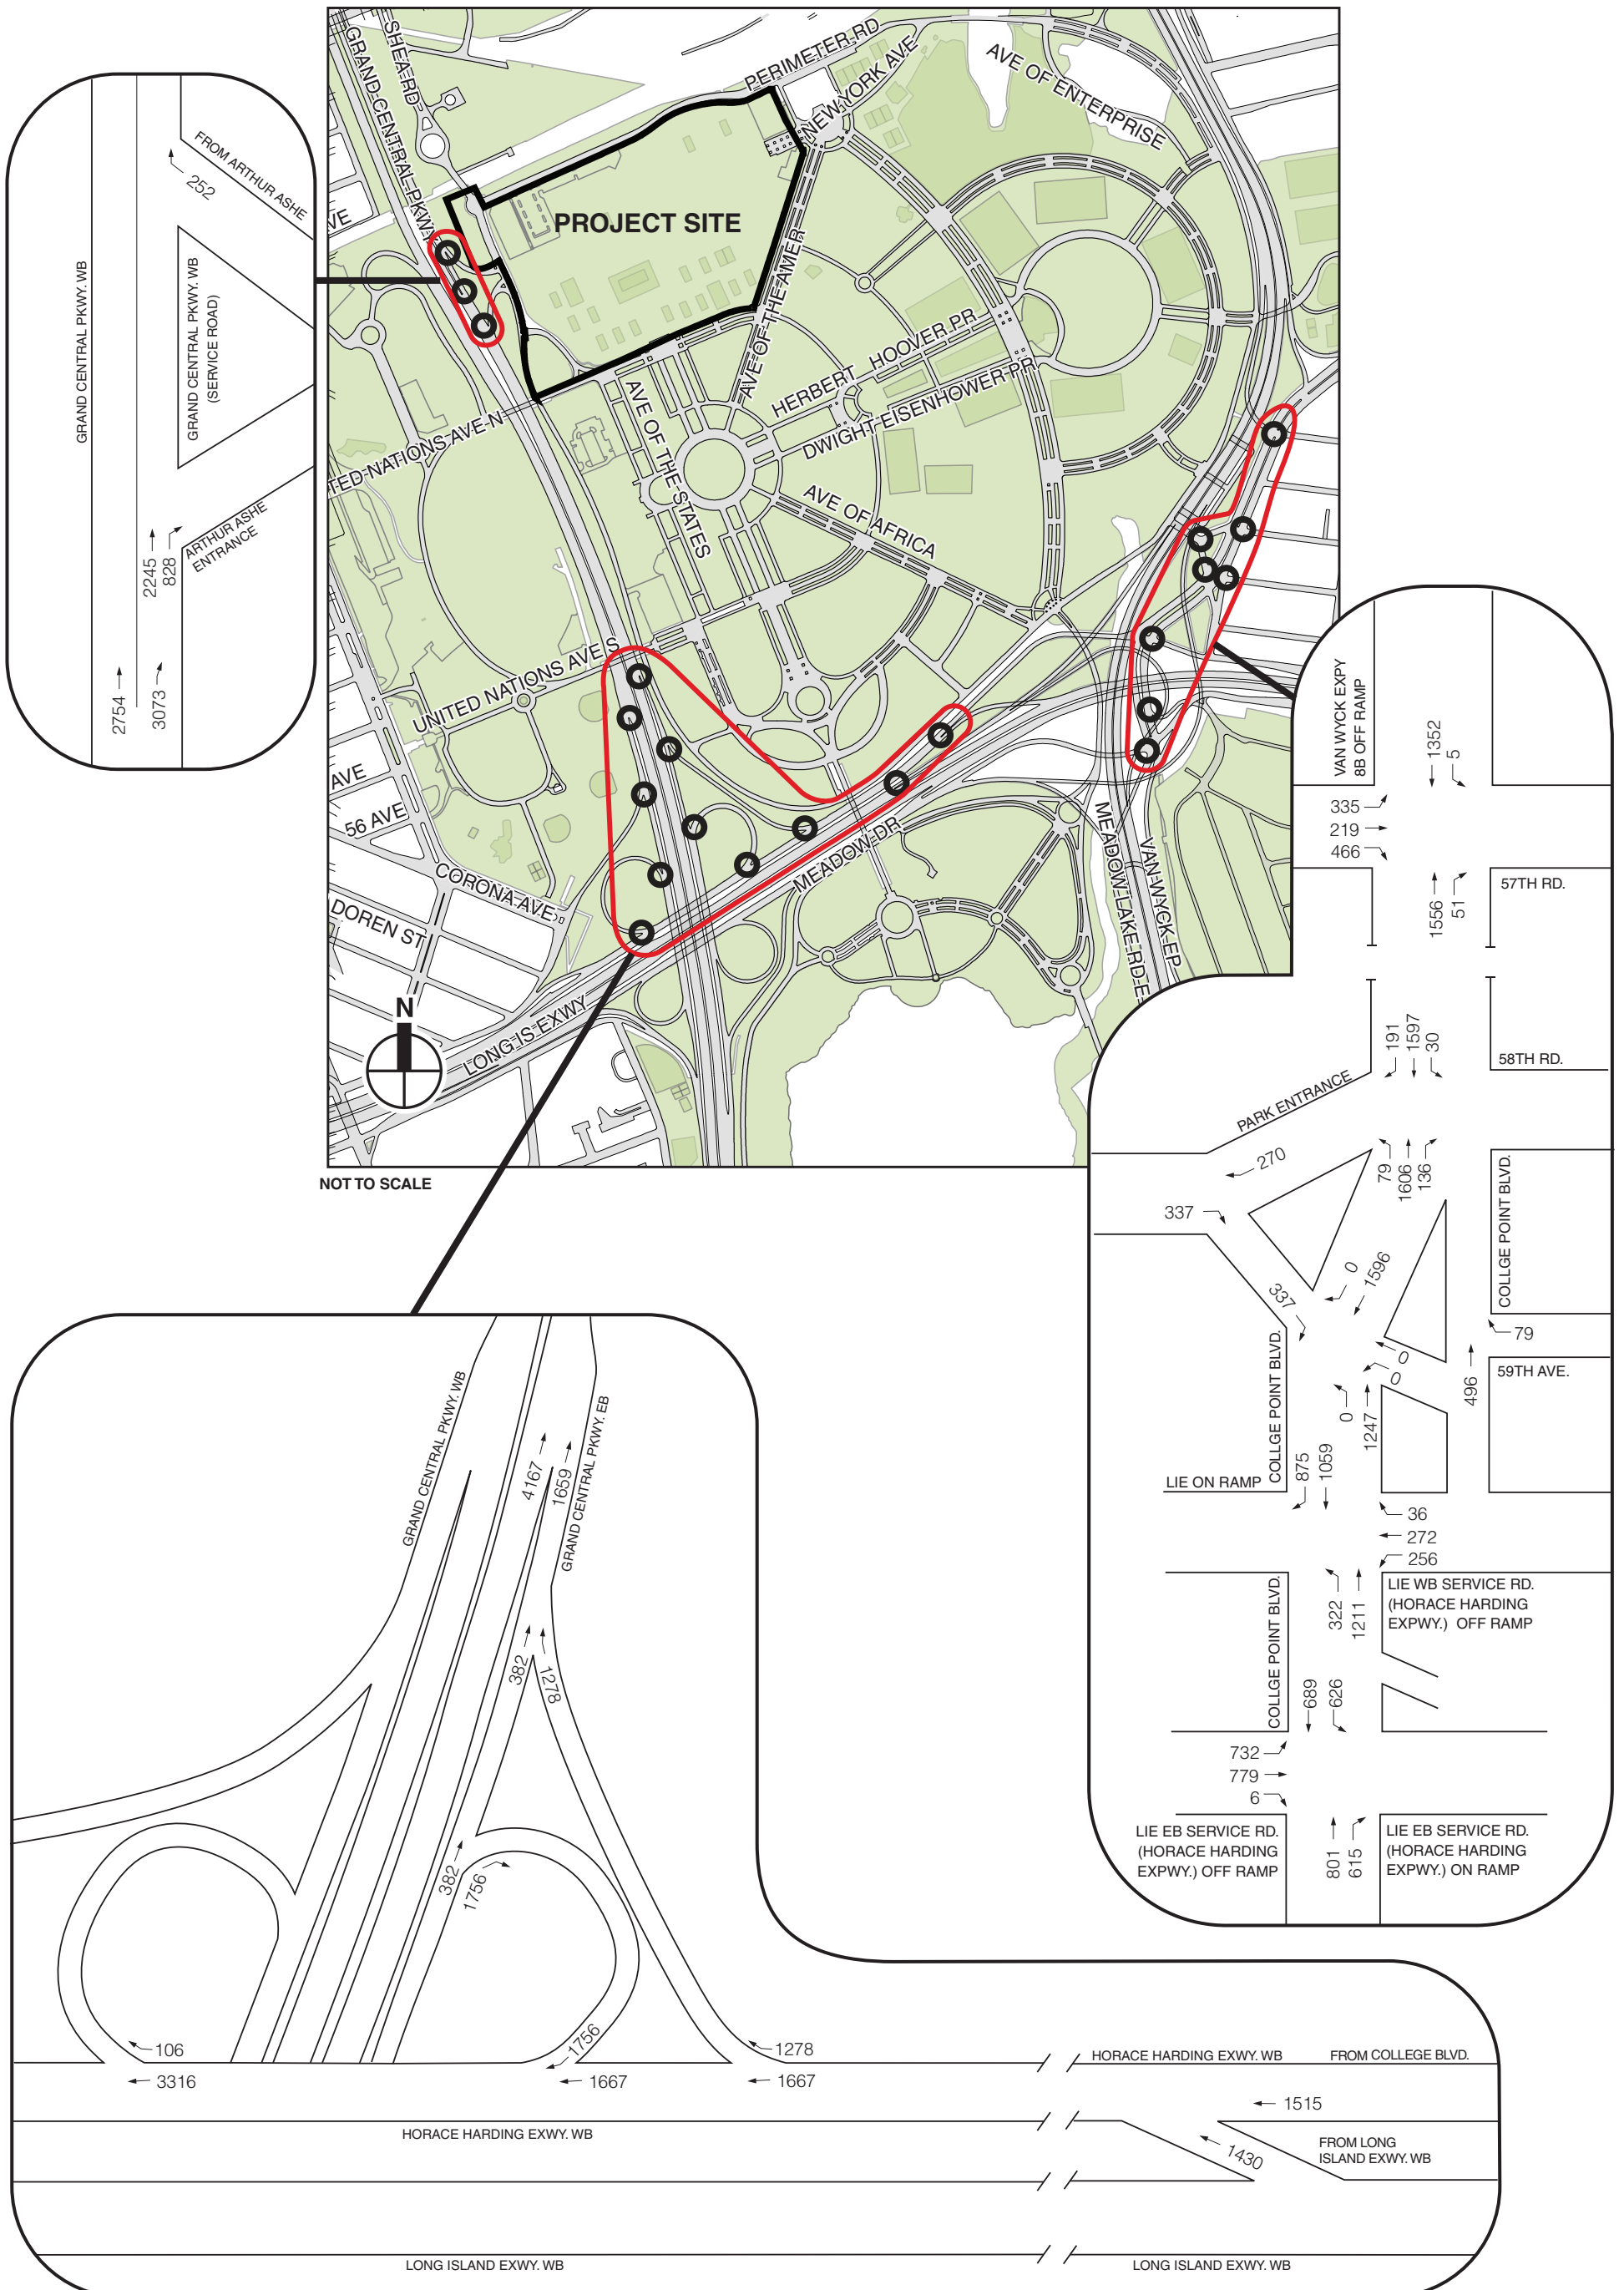 GRAND CENTRAL PKWY
SHEA RD
PERIMETER RD
NEW YORK AVE
AVE OF ENTERPRISE
VE
PROJECT SITE
AVE OF THE AMER
HERBERT HOOVER PR
DWIGHT EISENHOWER PR
TED NATIONS AVE N
AVE OF THE STATES
AVE OF AFRICA
UNITED NATIONS AVE S
AVE
56 AVE
CORONA AVE
DOREN ST
MEADOW DR
MEADOW LAKE RD E
VAN WYCK EP
LONG IS EXWY
N
NOT TO SCALE
FROM ARTHUR ASHE
252
GRAND CENTRAL PKWY. WB
GRAND CENTRAL PKWY. WB
(SERVICE ROAD)
ARTHUR ASHE
ENTRANCE
2245
828
2754
3073
VAN WYCK EXPY
8B OFF RAMP
1352
5
335
219
466
1556
51
57TH RD.
191
1597
30
58TH RD.
PARK ENTRANCE
270
79
1606
136
COLLGE POINT BLVD.
337
337
0
1596
79
0
0
496
59TH AVE.
COLLGE POINT BLVD.
0
1247
LIE ON RAMP
875
1059
36
272
256
COLLGE POINT BLVD.
322
1211
LIE WB SERVICE RD.
(HORACE HARDING
EXPWY.) OFF RAMP
689
626
732
779
6
LIE EB SERVICE RD.
(HORACE HARDING
EXPWY.) OFF RAMP
801
615
LIE EB SERVICE RD.
(HORACE HARDING
EXPWY.) ON RAMP
GRAND CENTRAL PKWY. WB
GRAND CENTRAL PKWY. EB
4167
1659
382
1278
382
1756
106
3316
1756
1667
1278
1667
HORACE HARDING EXWY. WB
FROM COLLEGE BLVD.
1515
HORACE HARDING EXWY. WB
1430
FROM LONG
ISLAND EXWY. WB
LONG ISLAND EXWY. WB
LONG ISLAND EXWY. WB